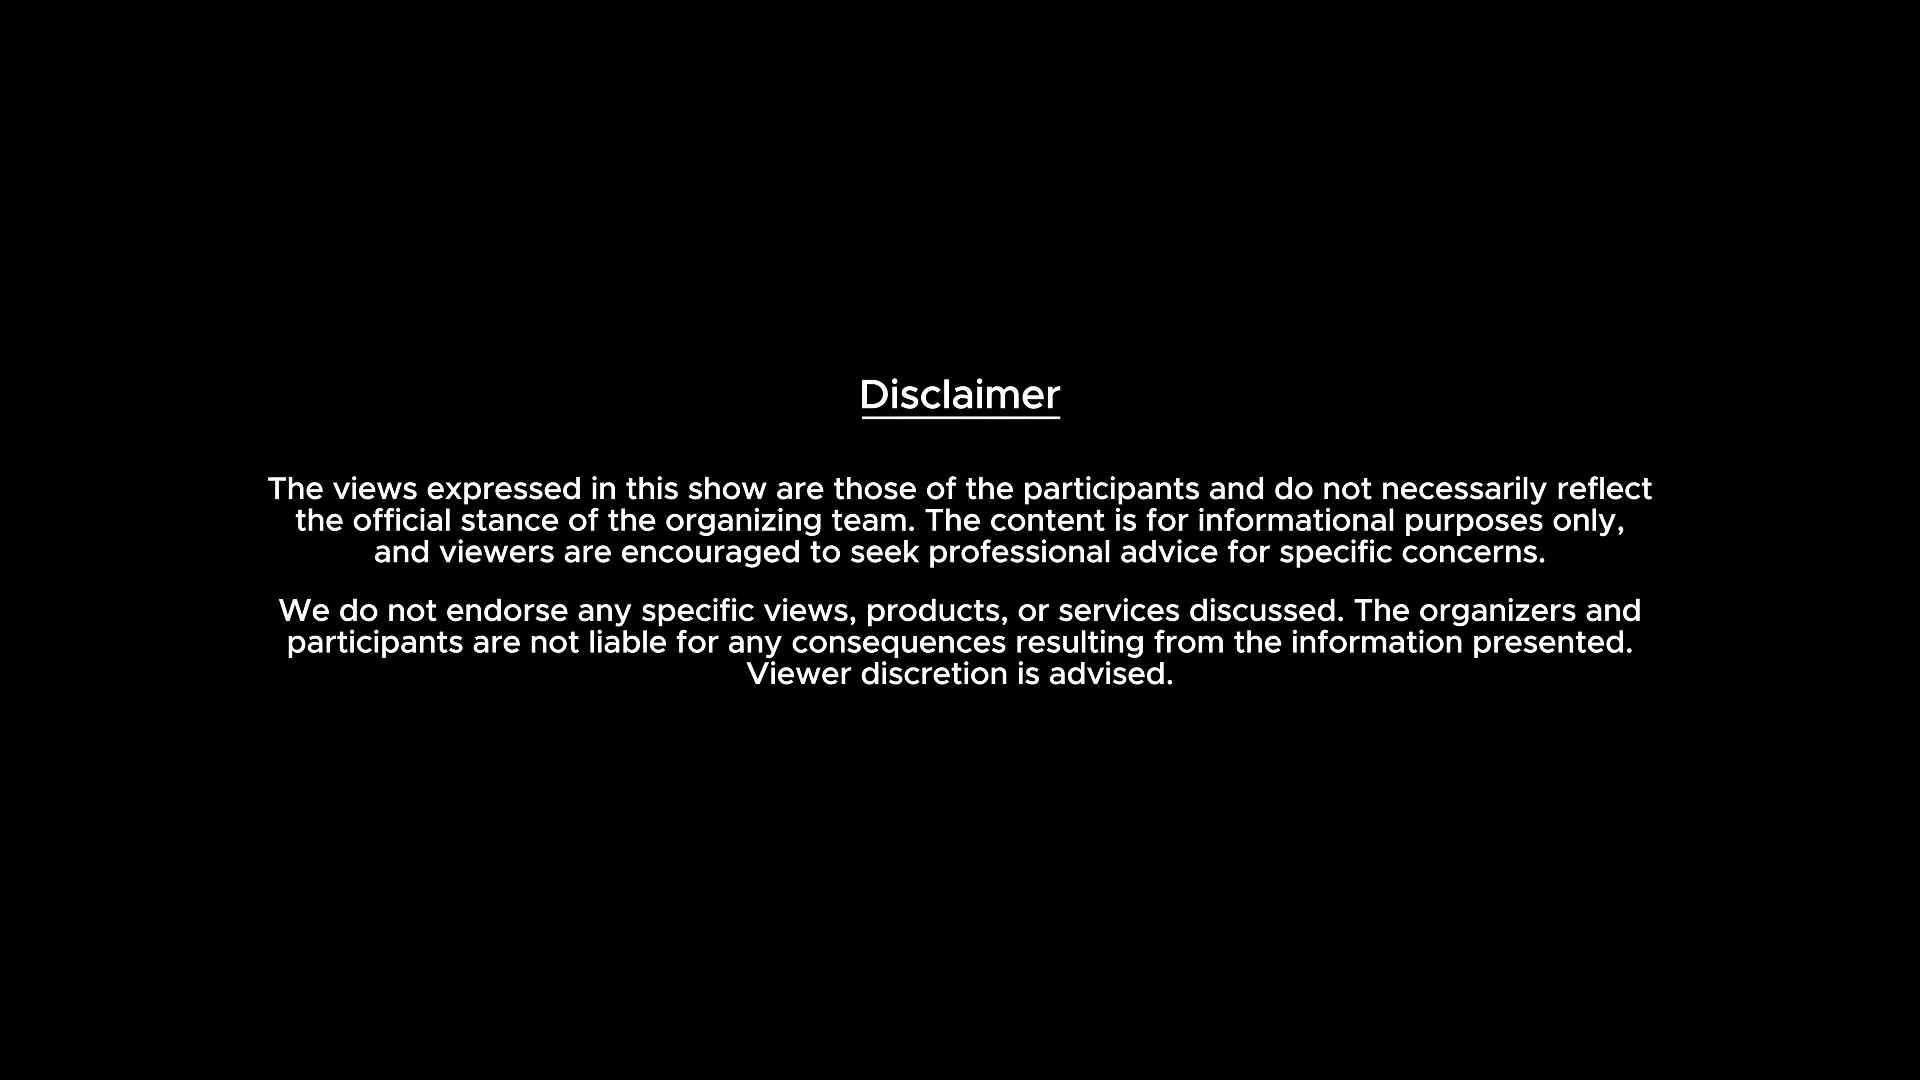 Disclaimer
The views expressed in this show are those of the participants and do not necessarily reflect
the official stance of the organizing team. The content is for informational purposes only,
and viewers are encouraged to seek professional advice for specific concerns.
We do not endorse any specific views, products, or services discussed. The organizers and
participants are not liable for any consequences resulting from the information presented.
Viewer discretion is advised.